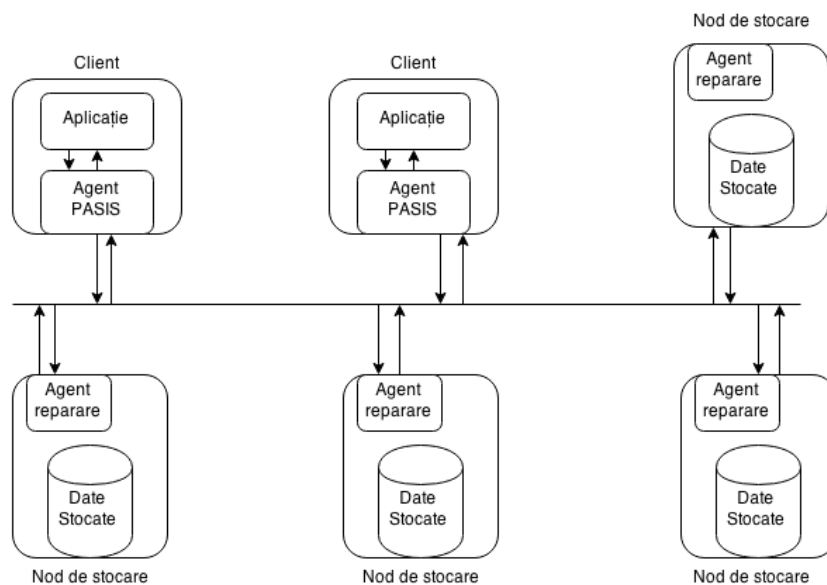 Nod de stocare
Client
Client
Agent
reparare
Aplicație
Aplicație
Date
Stocate
Agent
PASIS
Agent
PASIS
Agent
reparare
Agent
reparare
Agent
reparare
Date
Stocate
Date
Stocate
Date
Stocate
Nod de stocare
Nod de stocare
Nod de stocare